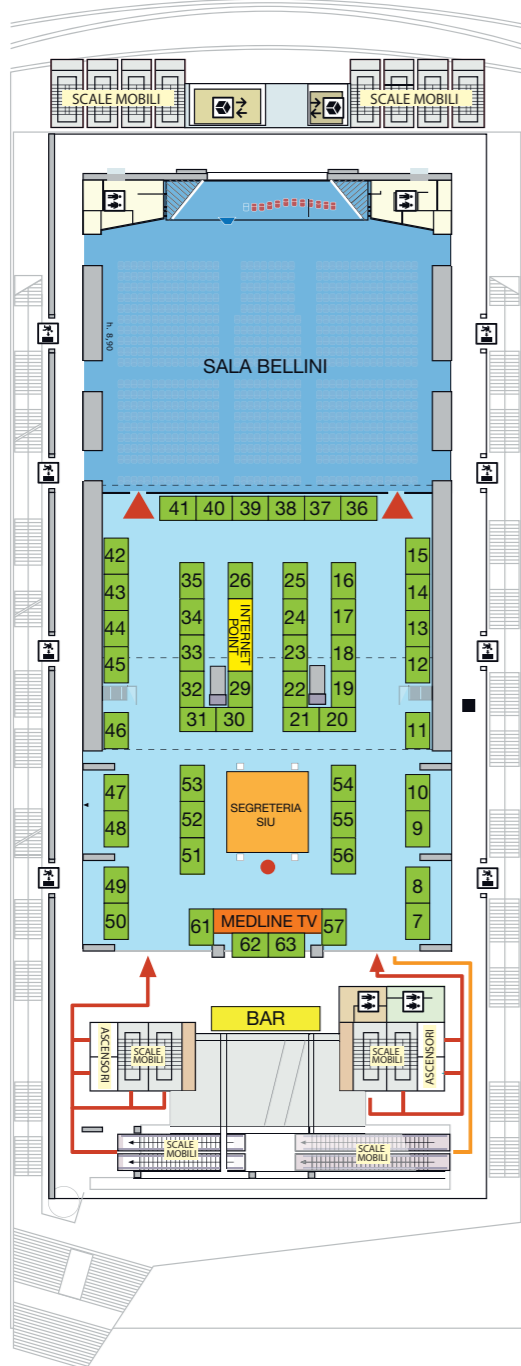 SCALE MOBILI
SCALE MOBILI
h. 8,90
SALA BELLINI
41 40 39 38 37 36
42
43
44
45
46
35
34
33
32
31 30
26
INTERNET POINT
29
25
24
23
22
21 20
16
17
18
19
15
14
13
12
11
47
48
49
50
53
52
51
SEGRETERIA
SIU
54
55
56
10
9
8
7
61
MEDLINE TV
57
62 63
BAR
ASCENSORI
SCALE
MOBILI
SCALE
MOBILI
ASCENSORI
SCALE
MOBILI
SCALE
MOBILI